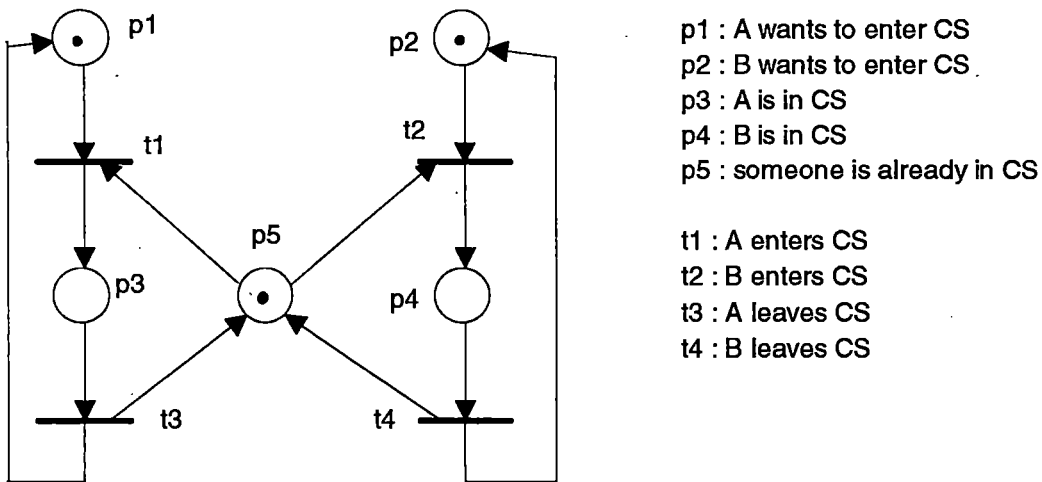 p1
p2
t1
t2
p5
p3
p4
t3
t4
p1 : A wants to enter CS
p2 : B wants to enter CS
p3 : A is in CS
p4 : B is in CS
p5 : someone is already in CS
t1 : A enters CS
t2 : B enters CS
t3 : A leaves CS
t4 : B leaves CS